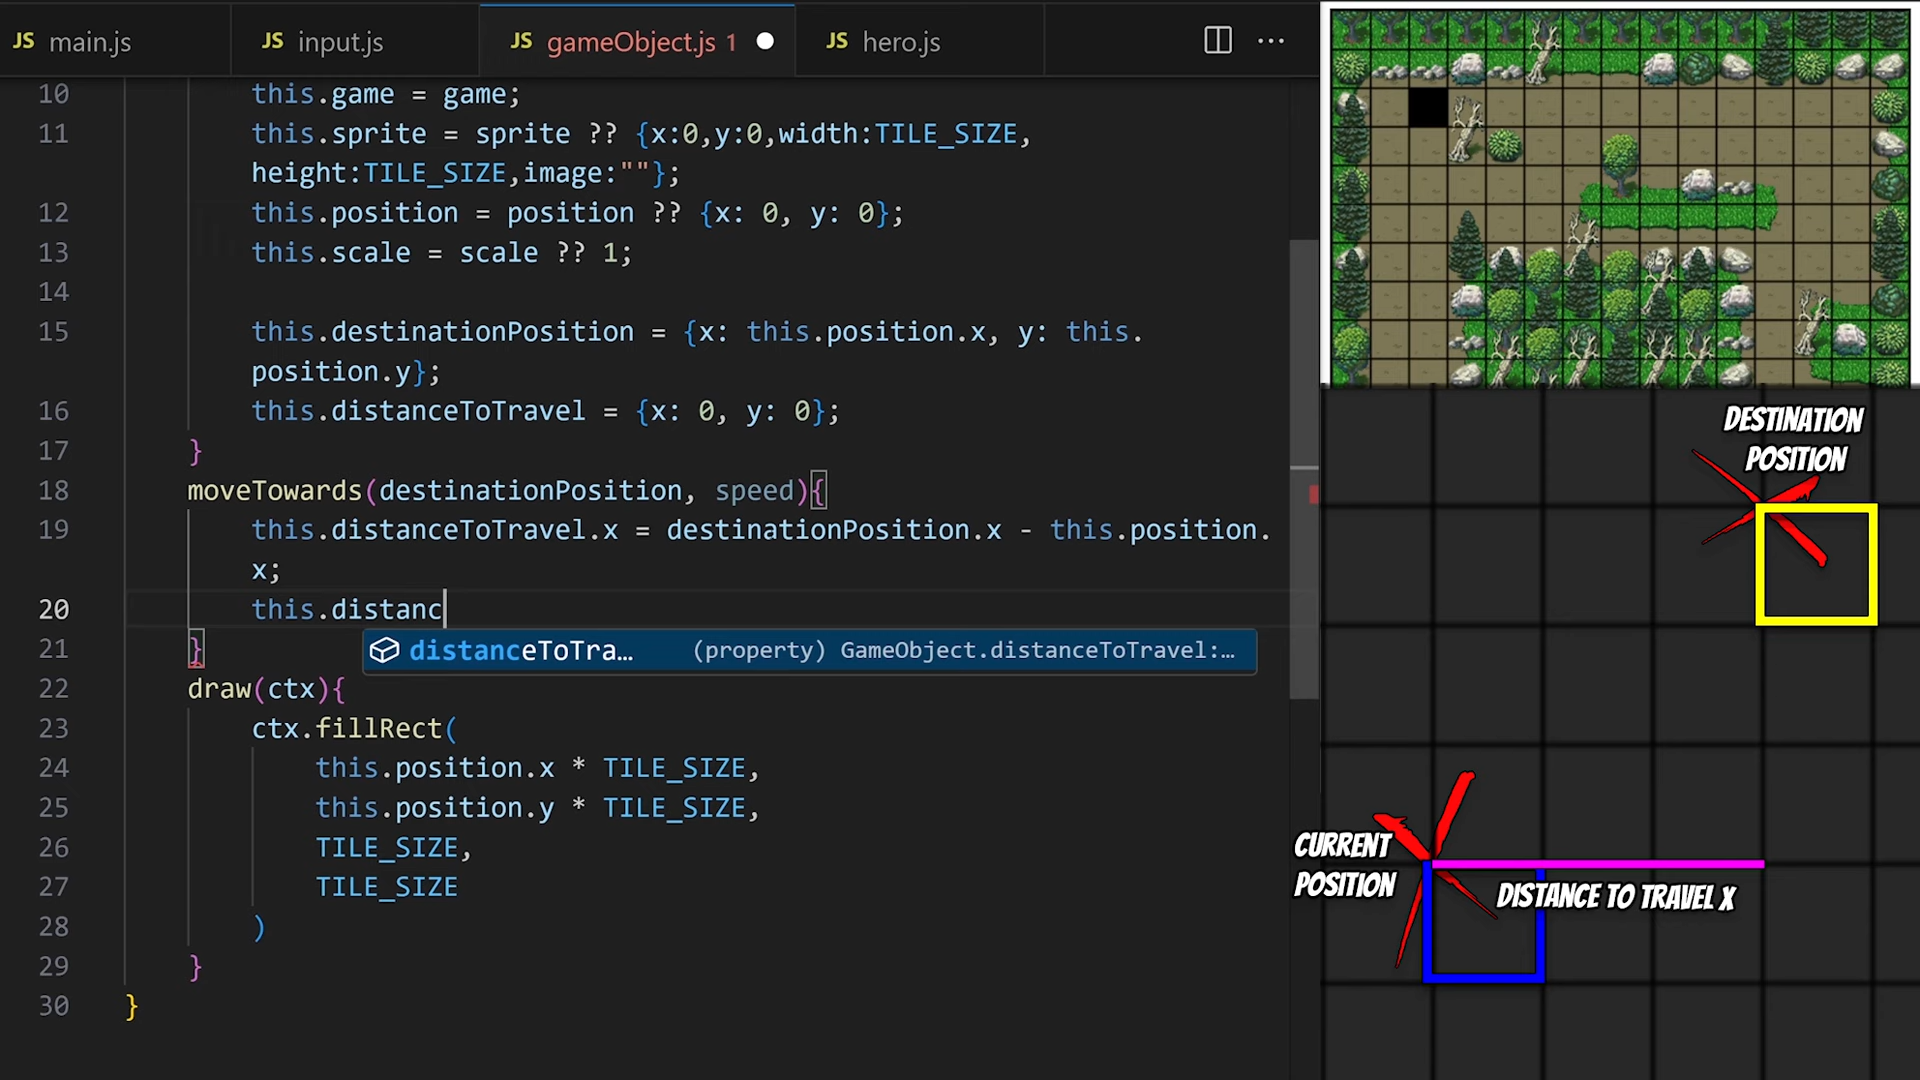 JS main.js
JS input.js
JS gameObject.js 1
JS hero.js
10 this.game = game;
11 this.sprite = sprite ?? {x:0,y:0,width:TILE_SIZE,
height:TILE_SIZE,image:""};
12 this.position = position ?? {x: 0, y: 0};
13 this.scale = scale ?? 1;
14
15 this.destinationPosition = {x: this.position.x, y: this.
position.y};
16 this.distanceToTravel = {x: 0, y: 0};
17 }
18 moveTowards(destinationPosition, speed){
19 this.distanceToTravel.x = destinationPosition.x - this.position.
x;
20 this.distanc
21 }
distanceToTra... (property) GameObject.distanceToTravel:...
22 draw(ctx){
23 ctx.fillRect(
24 this.position.x * TILE_SIZE,
25 this.position.y * TILE_SIZE,
26 TILE_SIZE,
27 TILE_SIZE
28 )
29 }
30 }
DESTINATION
POSITION
CURRENT
POSITION
DISTANCE TO TRAVEL X